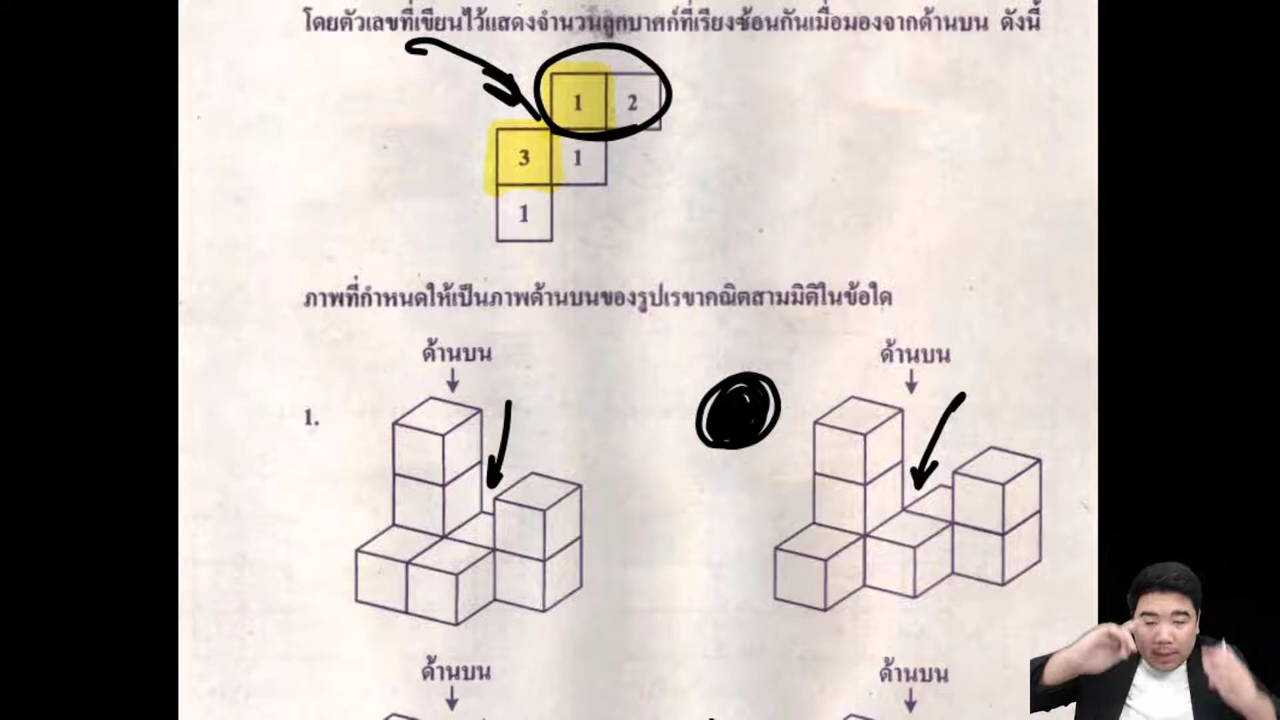 โดยตัวเลขที่เขียนไว้แสดงจำนวนลูกบาศก์ที่เรียงซ้อนกันเมื่อมองจากด้านบน ดังนี้
1 2
3 1
1
ภาพที่กำหนดให้เป็นภาพด้านบนของรูปเรขาคณิตสามมิติในข้อใด
ด้านบน ด้านบน
1.
ด้านบน ด้านบน